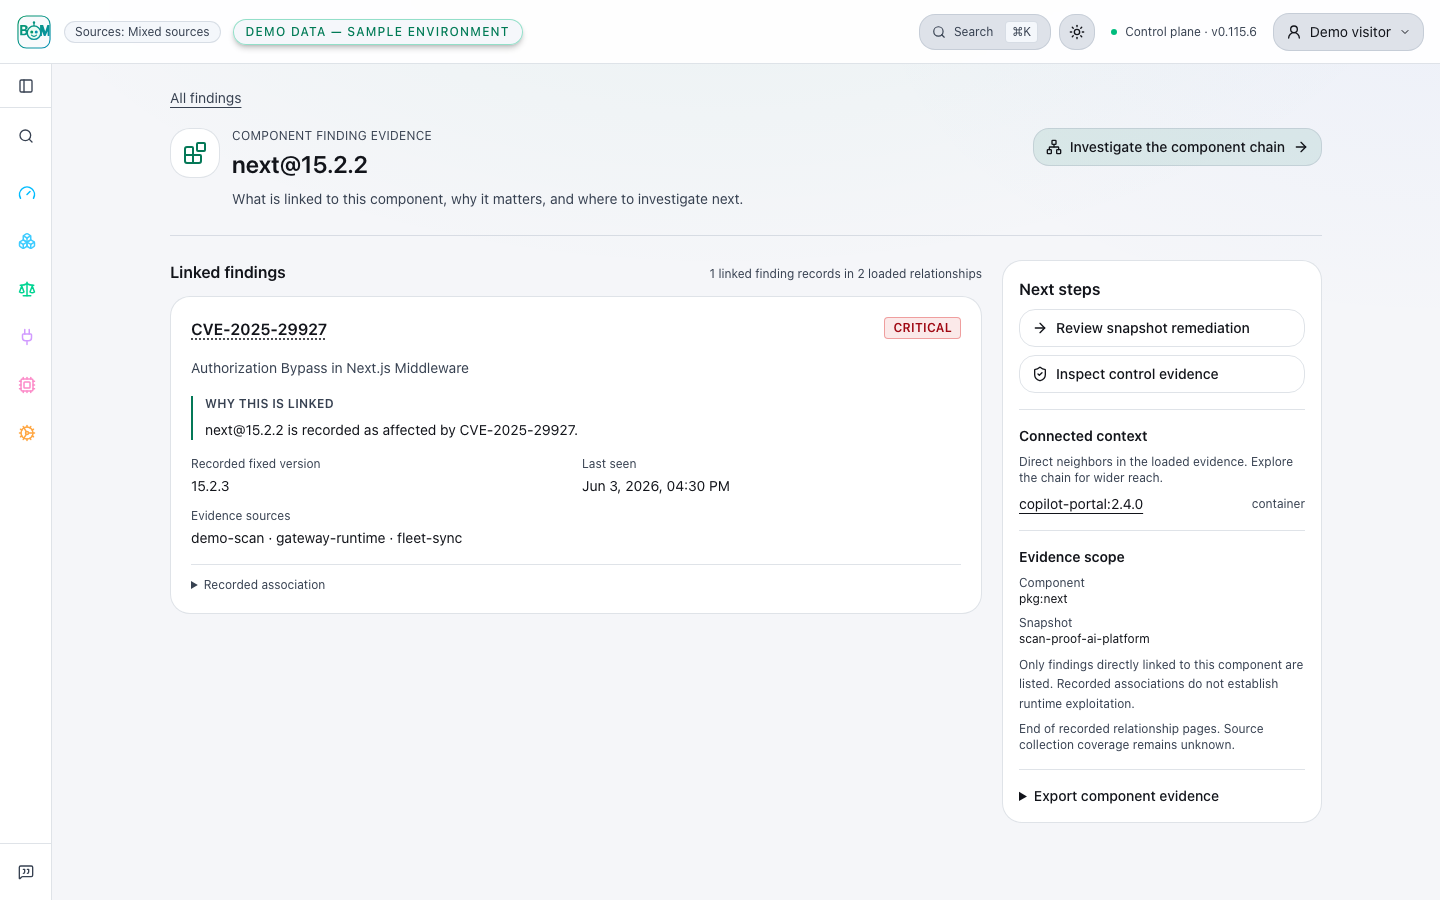 BOM
Sources: Mixed sources
DEMO DATA — SAMPLE ENVIRONMENT
Search ⌘K
Control plane · v0.115.6
Demo visitor
All findings
COMPONENT FINDING EVIDENCE
next@15.2.2
What is linked to this component, why it matters, and where to investigate next.
Investigate the component chain
Linked findings
1 linked finding records in 2 loaded relationships
CVE-2025-29927
CRITICAL
Authorization Bypass in Next.js Middleware
WHY THIS IS LINKED
next@15.2.2 is recorded as affected by CVE-2025-29927.
Recorded fixed version
15.2.3
Last seen
Jun 3, 2026, 04:30 PM
Evidence sources
demo-scan · gateway-runtime · fleet-sync
Recorded association
Next steps
Review snapshot remediation
Inspect control evidence
Connected context
Direct neighbors in the loaded evidence. Explore
the chain for wider reach.
copilot-portal:2.4.0 container
Evidence scope
Component
pkg:next
Snapshot
scan-proof-ai-platform
Only findings directly linked to this component are
listed. Recorded associations do not establish
runtime exploitation.
End of recorded relationship pages. Source
collection coverage remains unknown.
Export component evidence